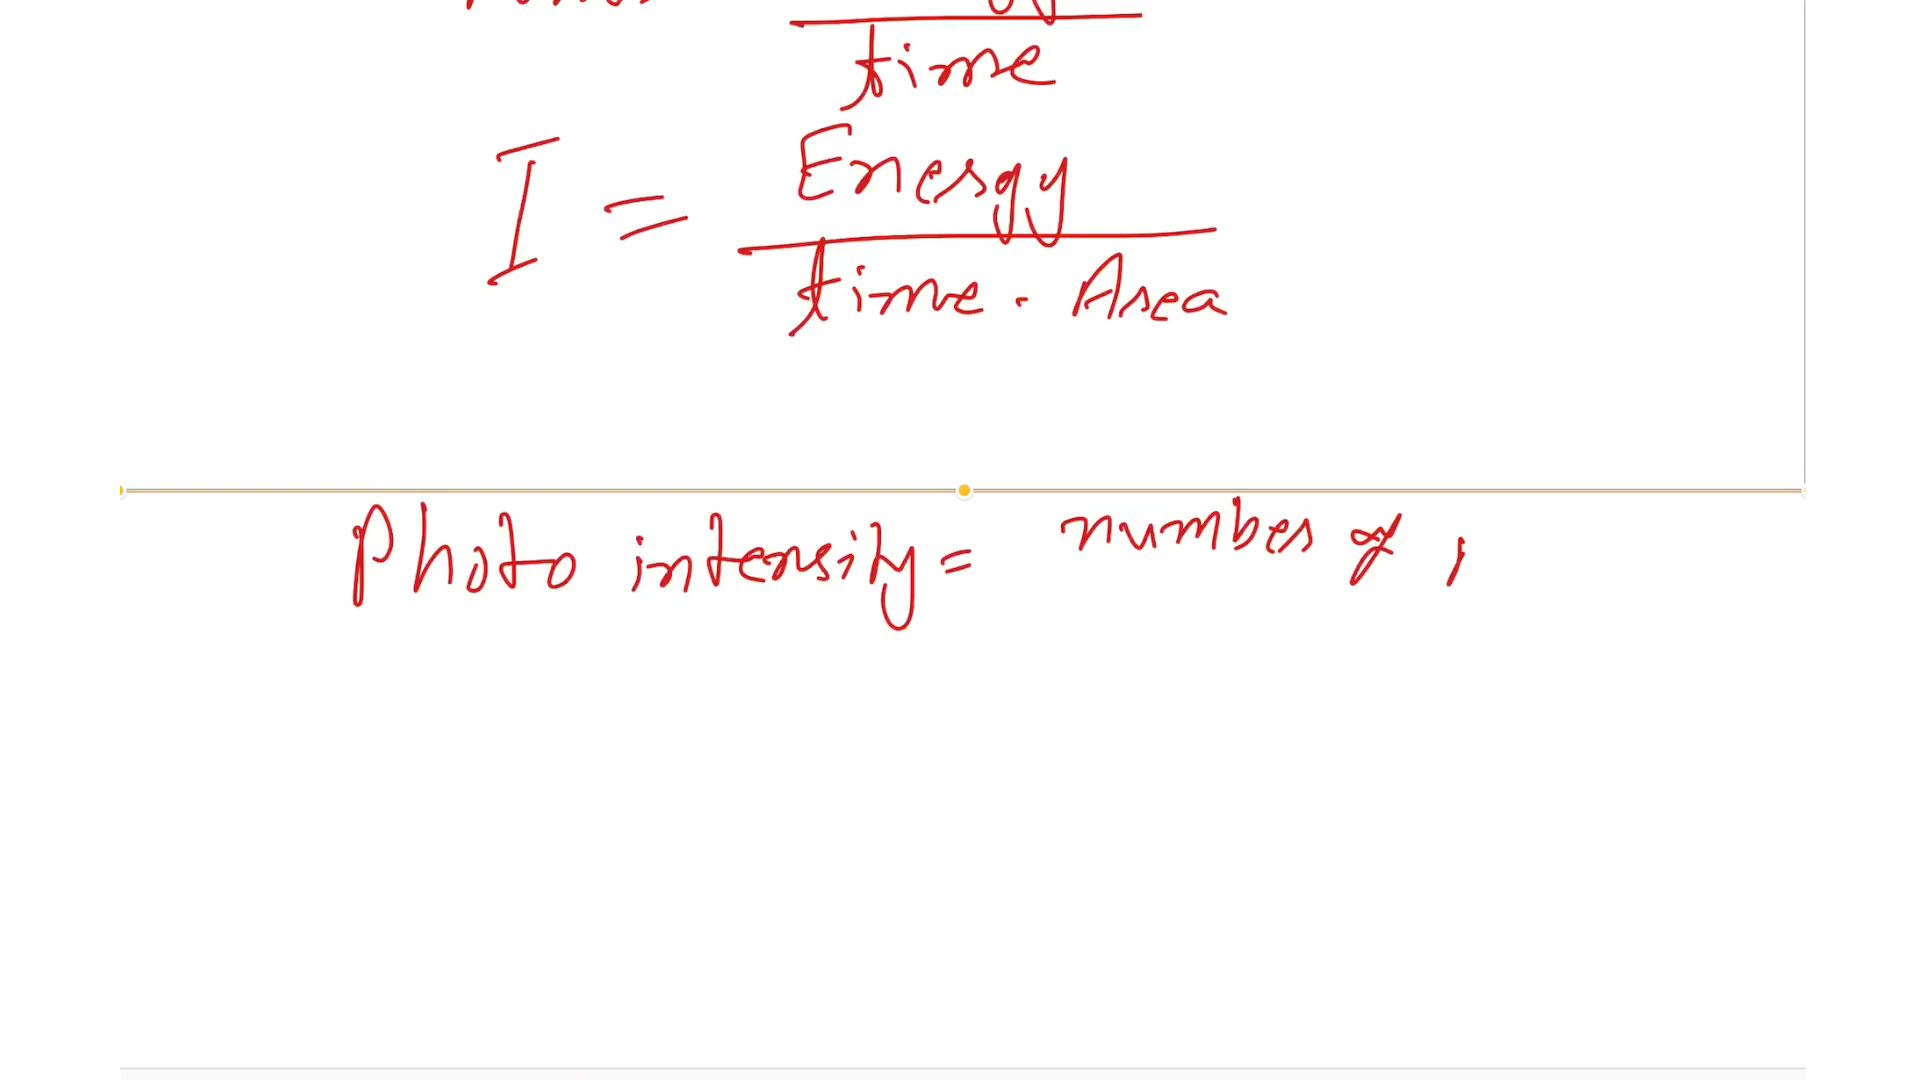 time
I = Energy
time . Area
Photo intensity = number of